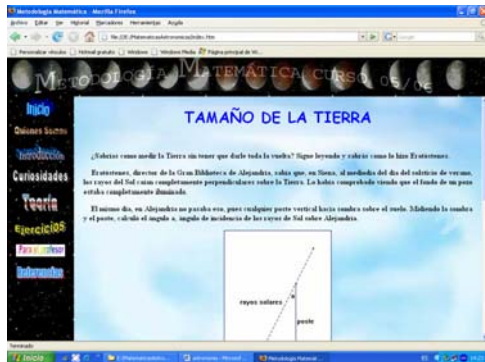 Metodología Matemática - Mozilla Firefox
Archivo Editar Ver Historial Marcadores Herramientas Ayuda
Personalizar vínculos Hotmail gratuito Windows Windows Media Página principal de Mi...
METODOLOGÍA MATEMÁTICA CURSO 05/06
Inicio
Quienes Somos
Introducción
Curiosidades
Teoría
Ejercicios
Para el profesor
Referencias
TAMAÑO DE LA TIERRA
¿Sabrías como medir la Tierra sin tener que darle toda la vuelta? Sigue leyendo y sabrás como lo hizo Eratóstenes.
Eratóstenes, director de la Gran Biblioteca de Alejandría, sabía que, en Siena, al mediodía del día del solsticio de verano,
los rayos del Sol caían completamente perpendiculares sobre la Tierra. Lo había comprobado viendo que el fondo de un pozo
estaba completamente iluminado.
El mismo día, en Alejandría no pasaba eso, pues cualquier poste vertical hacía sombra sobre el suelo. Midiendo la sombra
y el poste, calculó el ángulo a, ángulo de incidencia de los rayos de Sol sobre Alejandría.
rayos solares
poste
Terminado
Inicio
ES